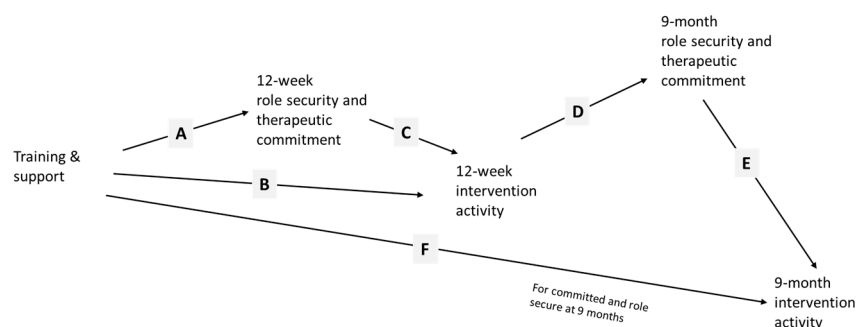 9-month
role security and
therapeutic
commitment
12-week
role security and
therapeutic
commitment
D
A
C
Training &
support
12-week
intervention
activity
E
B
F
9-month
intervention
activity
For committed and role
secure at 9 months